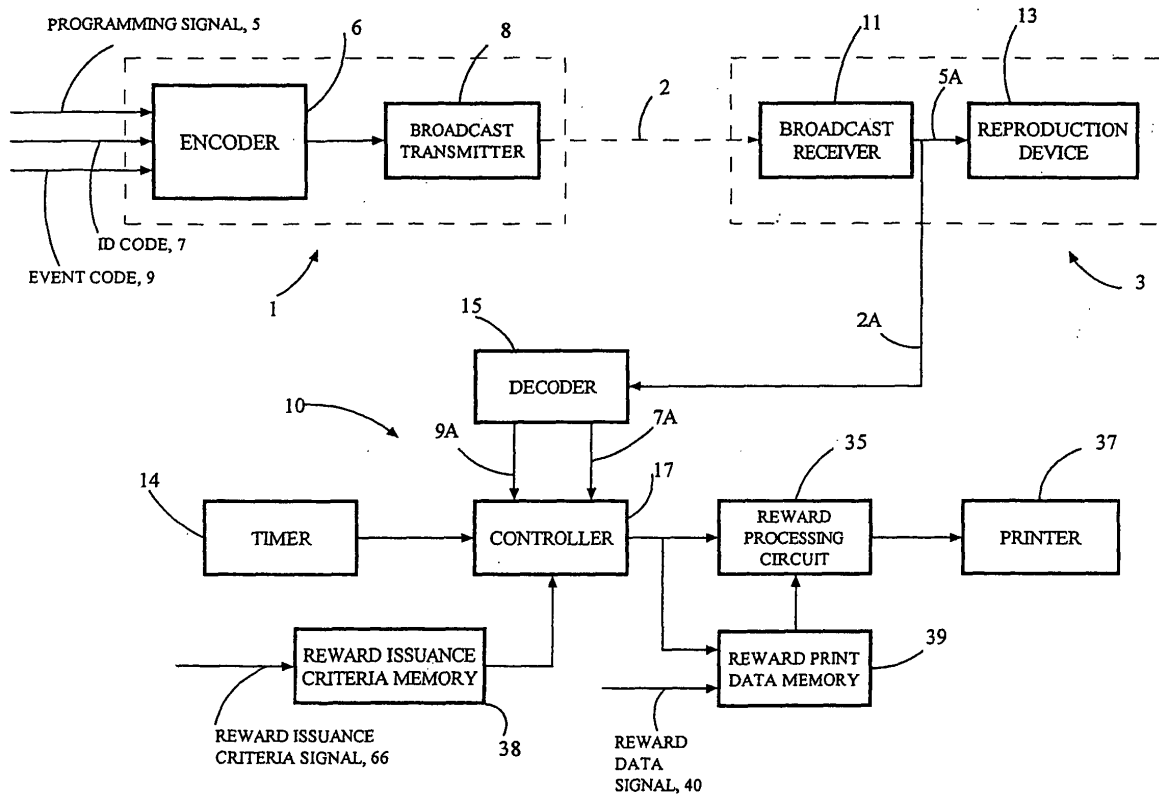 PROGRAMMING SIGNAL, 5
6
8
11
13
5A
2
ENCODER
BROADCAST
TRANSMITTER
BROADCAST
RECEIVER
REPRODUCTION
DEVICE
ID CODE, 7
EVENT CODE, 9
1
3
2A
15
DECODER
10
9A
7A
14
17
35
37
TIMER
CONTROLLER
REWARD
PROCESSING
CIRCUIT
PRINTER
REWARD ISSUANCE
CRITERIA MEMORY
REWARD PRINT
DATA MEMORY
39
38
REWARD ISSUANCE
CRITERIA SIGNAL, 66
REWARD
DATA
SIGNAL, 40